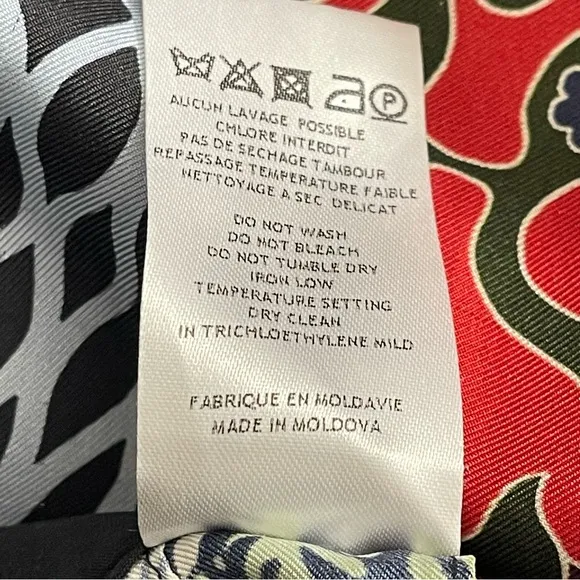 P
AUCUN LAVAGE POSSIBLE
CHLORE INTERDIT
PAS DE SECHAGE TAMBOUR
REPASSAGE TEMPERATURE FAIBLE
NETTOYAGE A SEC DELICAT
DO NOT WASH
DO NOT BLEACH
DO NOT TUMBLE DRY
IRON LOW
TEMPERATURE SETTING
DRY CLEAN
IN TRICHLOETHYLENE MILD
FABRIQUE EN MOLDAVIE
MADE IN MOLDOVA